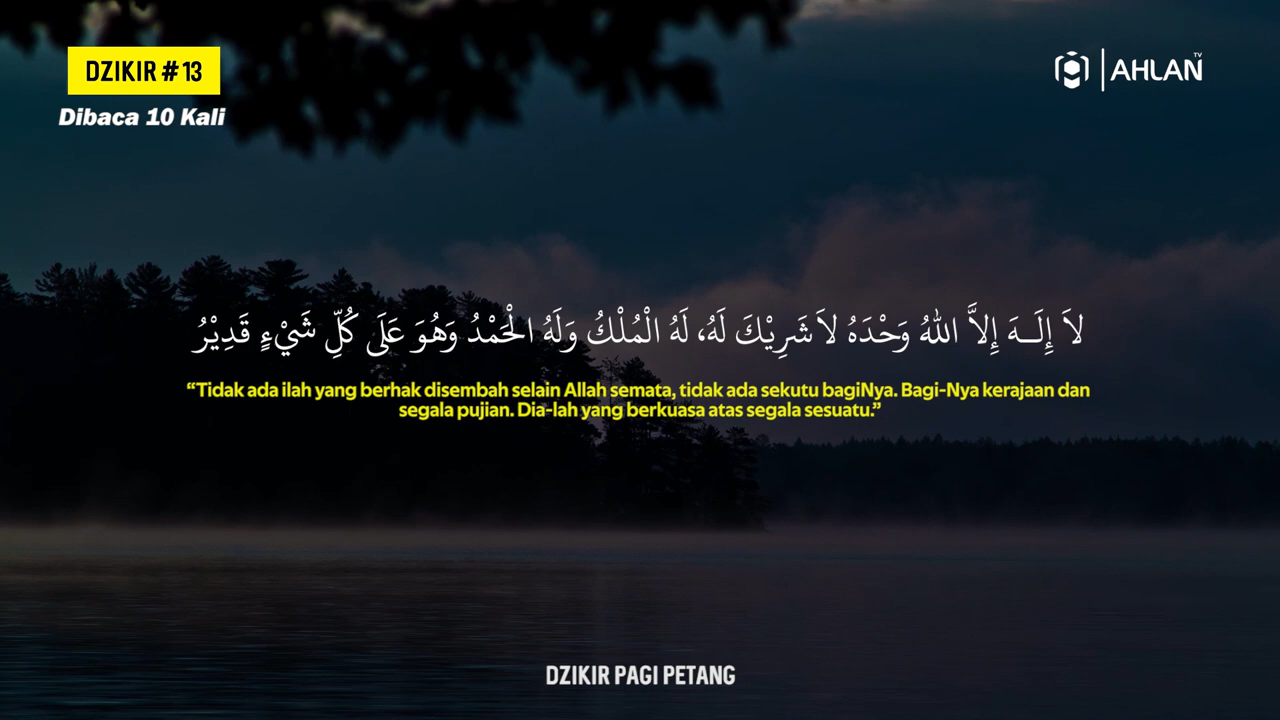 DZIKIR #13
Dibaca 10 Kali
AHLAN TV
لاَ إِلَـهَ إِلاَّ اللهُ وَحْدَهُ لاَ شَرِيْكَ لَهُ، لَهُ الْمُلْكُ وَلَهُ الْحَمْدُ وَهُوَ عَلَى كُلِّ شَيْءٍ قَدِيْرُ
“Tidak ada ilah yang berhak disembah selain Allah semata, tidak ada sekutu bagiNya. Bagi-Nya kerajaan dan
segala pujian. Dia-lah yang berkuasa atas segala sesuatu.”
DZIKIR PAGI PETANG